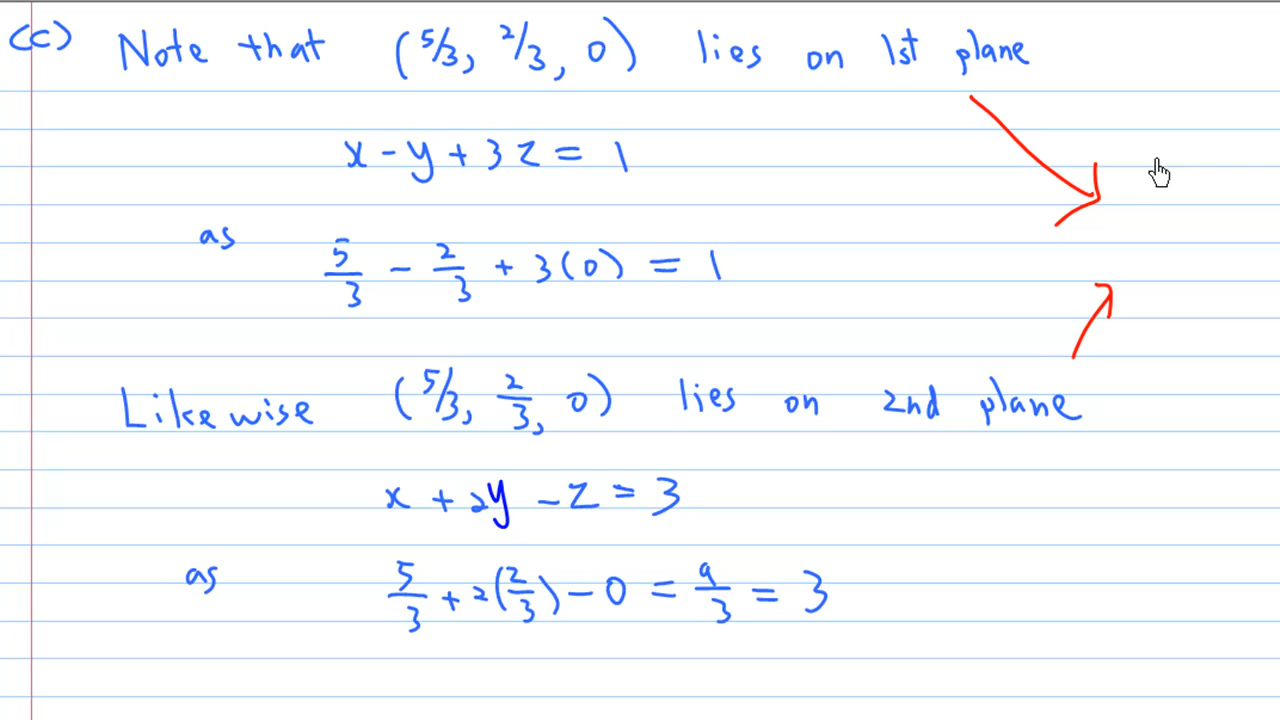 (c) Note that (5/3, 2/3, 0) lies on 1st plane
x - y + 3z = 1
as 5/3 - 2/3 + 3(0) = 1
Likewise (5/3, 2/3, 0) lies on 2nd plane
x + 2y - z = 3
as 5/3 + 2(2/3) - 0 = 9/3 = 3